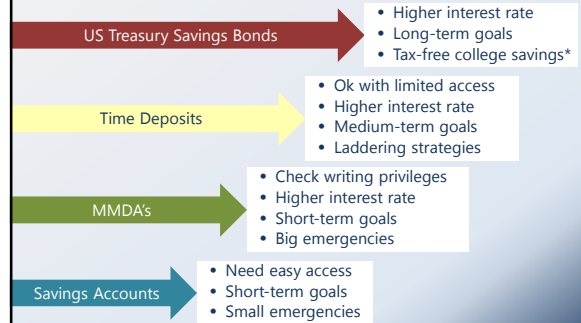 US Treasury Savings Bonds
• Higher interest rate
• Long-term goals
• Tax-free college savings*
Time Deposits
• Ok with limited access
• Higher interest rate
• Medium-term goals
• Laddering strategies
MMDA's
• Check writing privileges
• Higher interest rate
• Short-term goals
• Big emergencies
Savings Accounts
• Need easy access
• Short-term goals
• Small emergencies